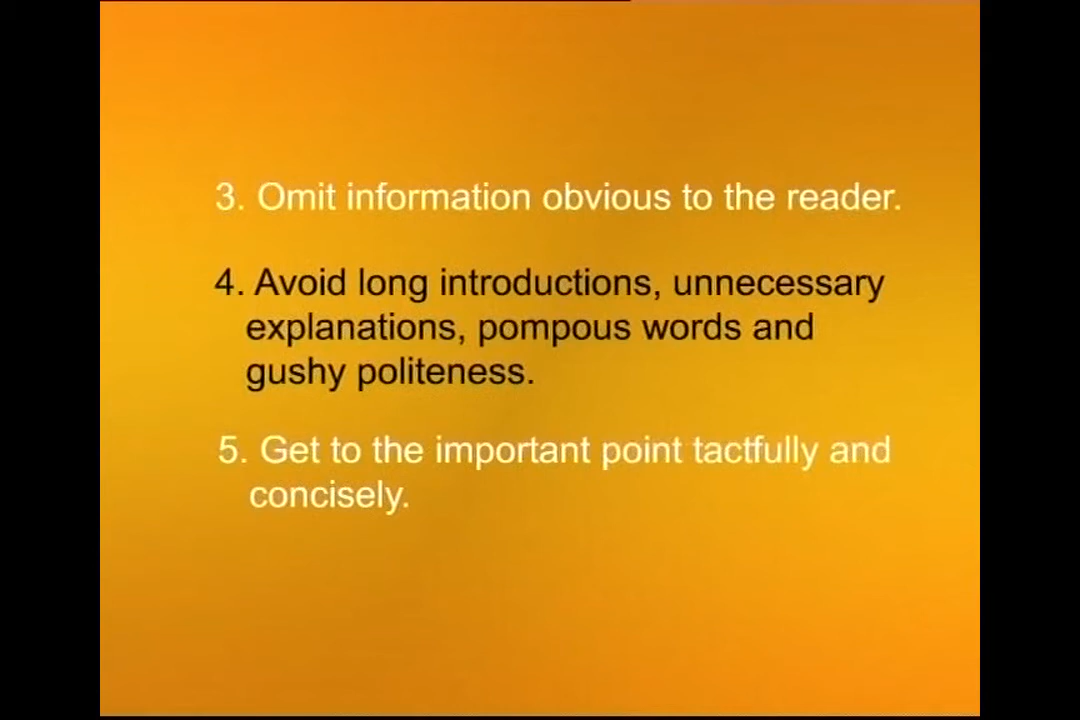 3. Omit information obvious to the reader.
4. Avoid long introductions, unnecessary
explanations, pompous words and
gushy politeness.
5. Get to the important point tactfully and
concisely.